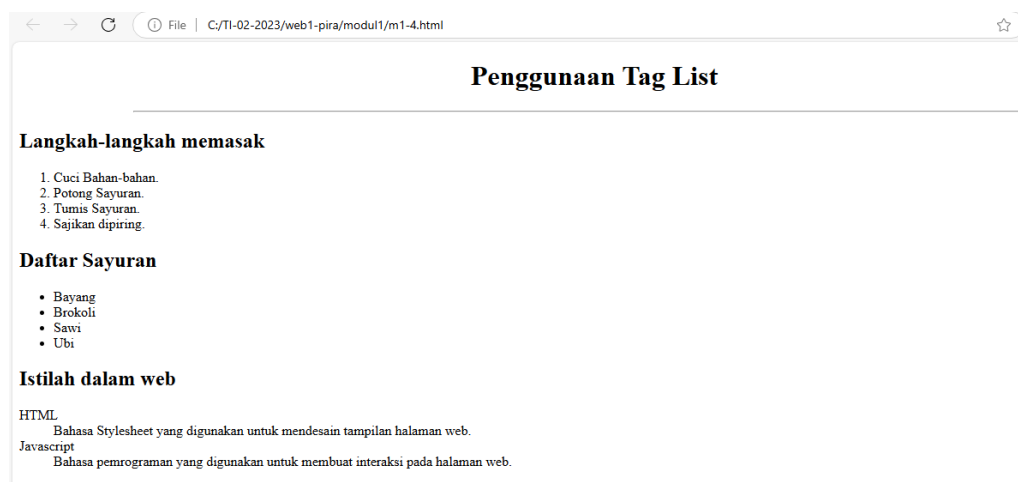 File | C:/TI-02-2023/web1-pira/modul1/m1-4.html
Penggunaan Tag List
Langkah-langkah memasak
1. Cuci Bahan-bahan.
2. Potong Sayuran.
3. Tumis Sayuran.
4. Sajikan dipiring.
Daftar Sayuran
• Bayang
• Brokoli
• Sawi
• Ubi
Istilah dalam web
HTML
Bahasa Stylesheet yang digunakan untuk mendesain tampilan halaman web.
Javascript
Bahasa pemrograman yang digunakan untuk membuat interaksi pada halaman web.